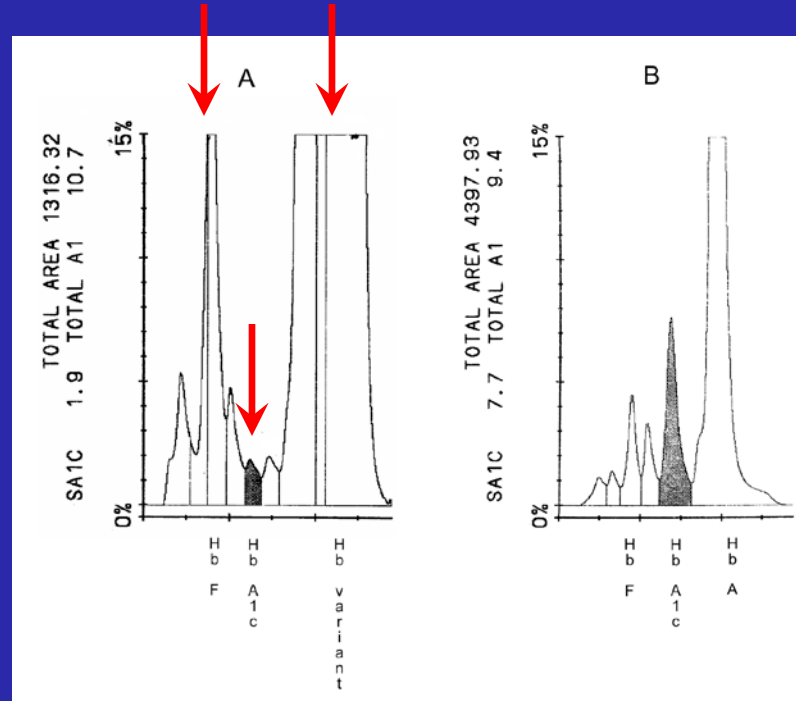 A
15%
0%
TOTAL AREA 1316.32
SA1C 1.9 TOTAL A1 10.7
Hb F
Hb A1c
Hb variant
B
15%
0%
TOTAL AREA 4397.93
SA1C 7.7 TOTAL A1 9.4
Hb F
Hb A1c
Hb A